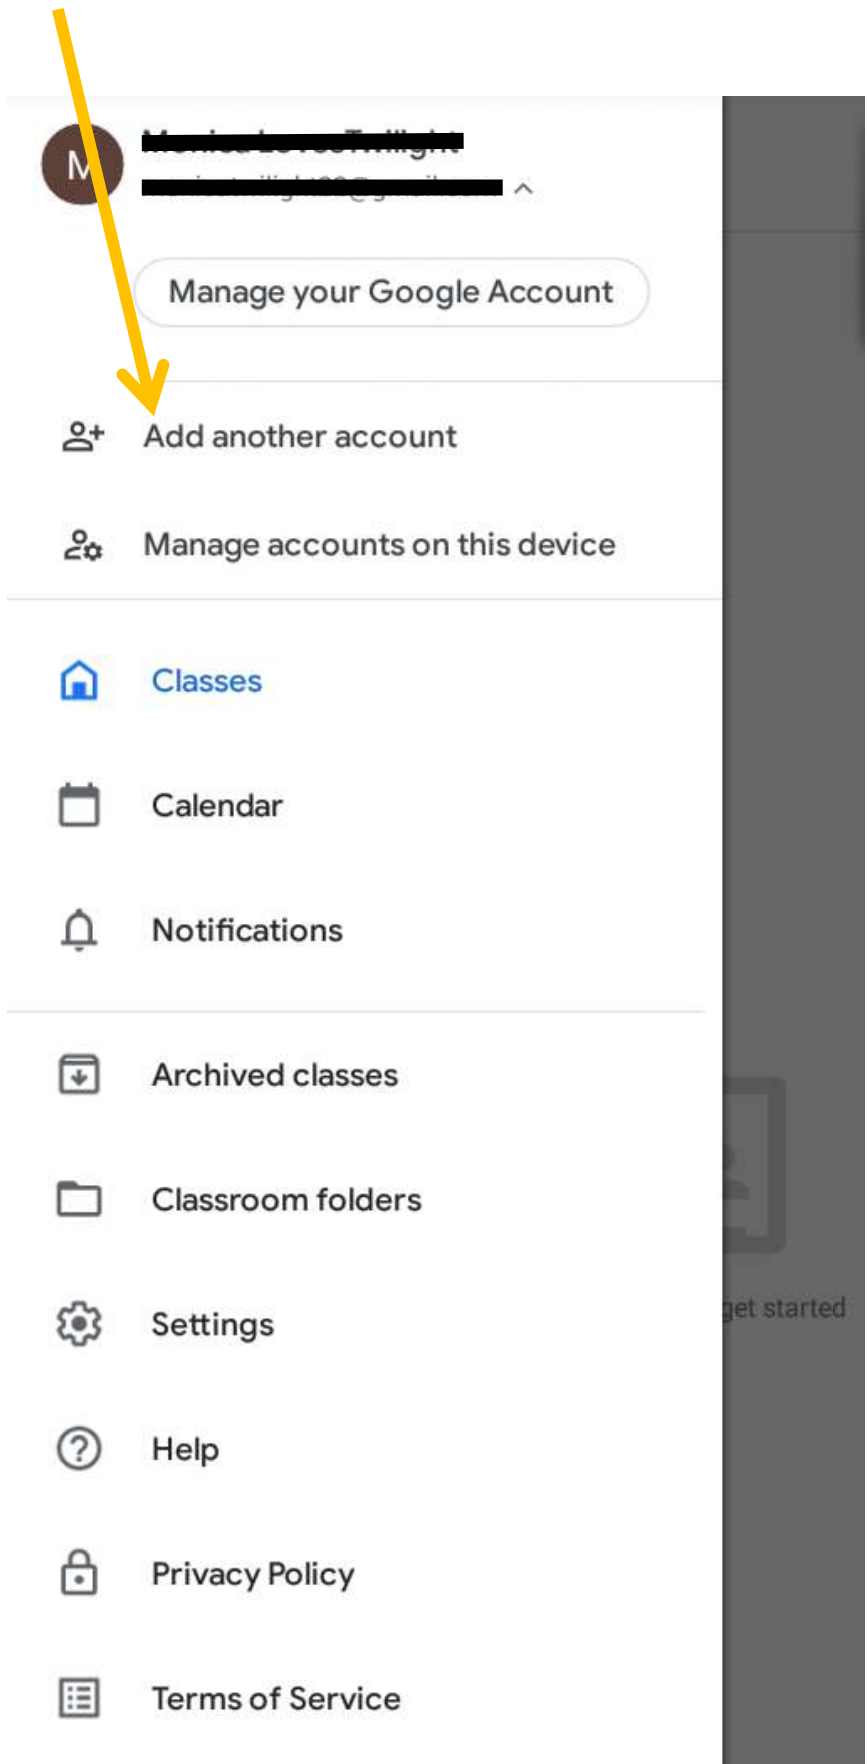 M
Manage your Google Account
Add another account
Manage accounts on this device
Classes
Calendar
Notifications
Archived classes
Classroom folders
get started
Settings
Help
Privacy Policy
Terms of Service